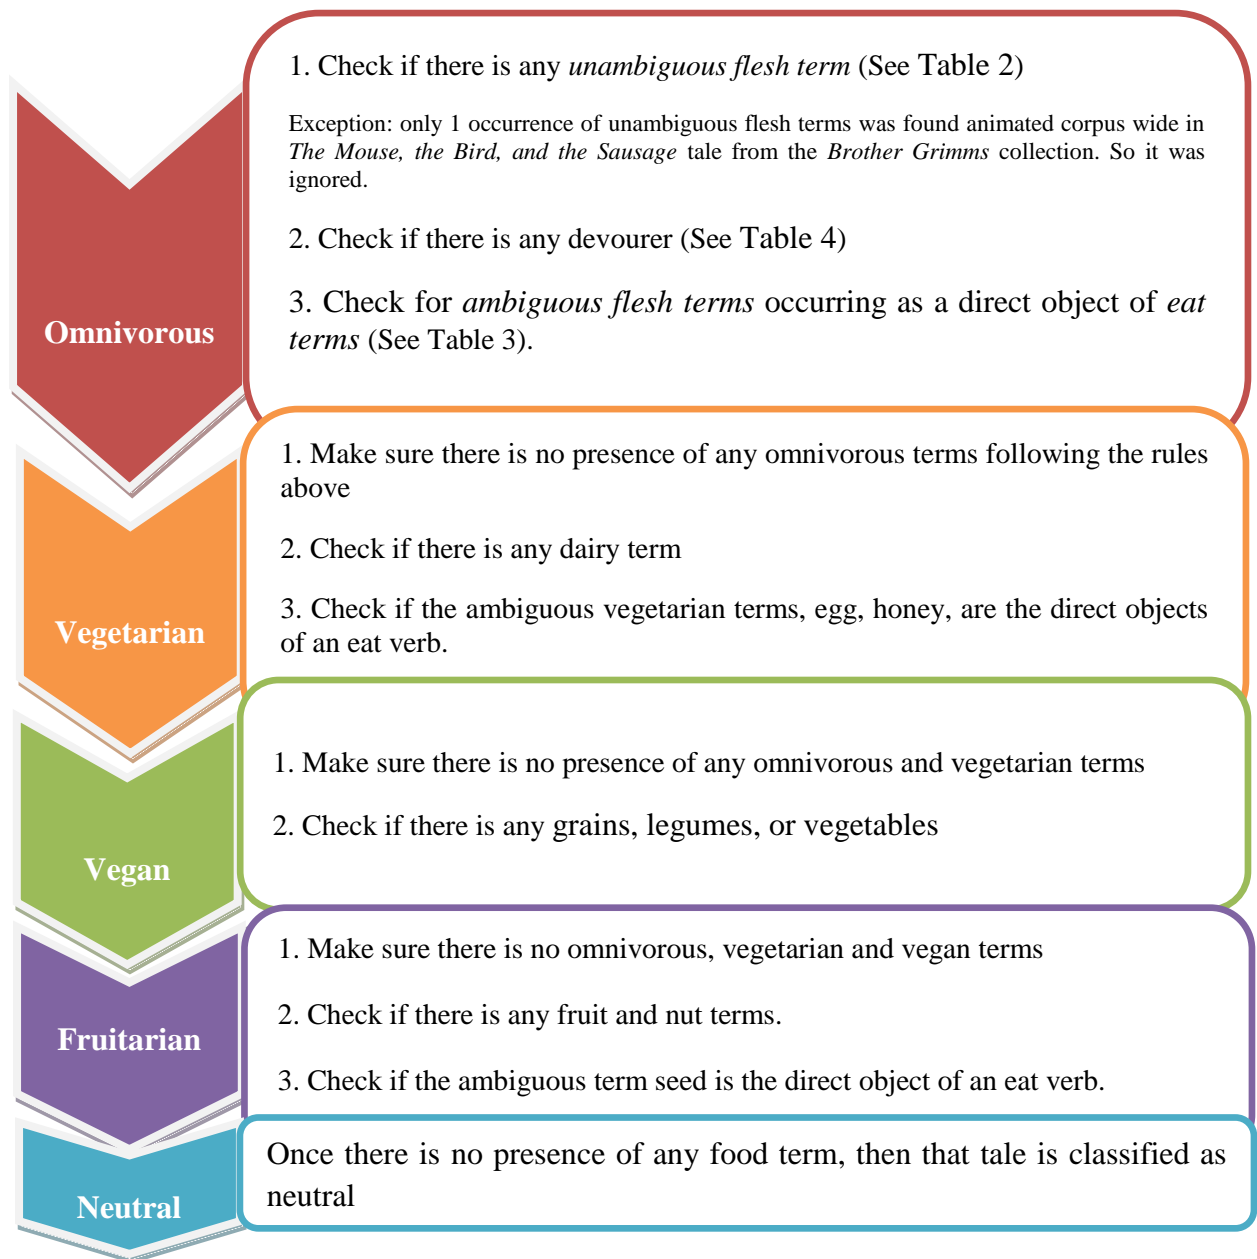 1. Check if there is any unambiguous flesh term (See Table 2)
Exception: only 1 occurrence of unambiguous flesh terms was found animated corpus wide in
The Mouse, the Bird, and the Sausage tale from the Brother Grimms collection. So it was
ignored.
2. Check if there is any devourer (See Table 4)
3. Check for ambiguous flesh terms occurring as a direct object of eat
terms (See Table 3).
Omnivorous
1. Make sure there is no presence of any omnivorous terms following the rules
above
2. Check if there is any dairy term
3. Check if the ambiguous vegetarian terms, egg, honey, are the direct objects
of an eat verb.
Vegetarian
1. Make sure there is no presence of any omnivorous and vegetarian terms
2. Check if there is any grains, legumes, or vegetables
Vegan
1. Make sure there is no omnivorous, vegetarian and vegan terms
2. Check if there is any fruit and nut terms.
3. Check if the ambiguous term seed is the direct object of an eat verb.
Fruitarian
Once there is no presence of any food term, then that tale is classified as
neutral
Neutral